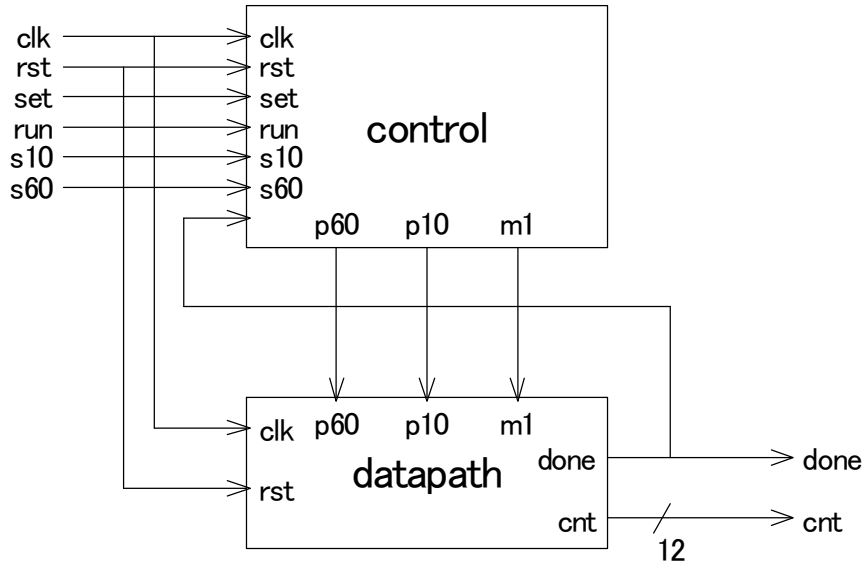 clk
rst
set
run
s10
s60
clk
rst
set
run
s10
s60
control
p60 p10 m1
p60 p10 m1
clk
rst
datapath
done
cnt
done
cnt
12